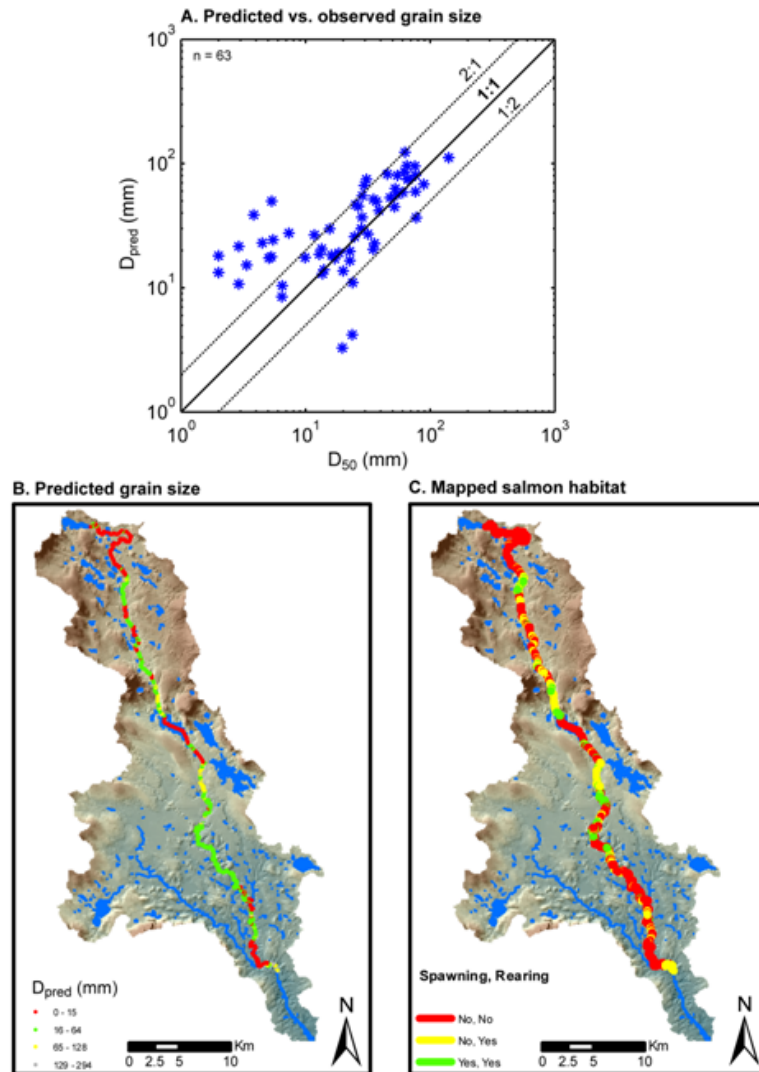 A. Predicted vs. observed grain size
10³
n = 63
2:1
1:1
1:2
10²
D_pred (mm)
10¹
10⁰
10⁰ 10¹ 10² 10³
D₅₀ (mm)
B. Predicted grain size
D_pred (mm)
0 - 15
16 - 64
65 - 128
129 - 294
Km
0 2.5 5 10
N
C. Mapped salmon habitat
Spawning, Rearing
No, No
No, Yes
Yes, Yes
Km
0 2.5 5 10
N